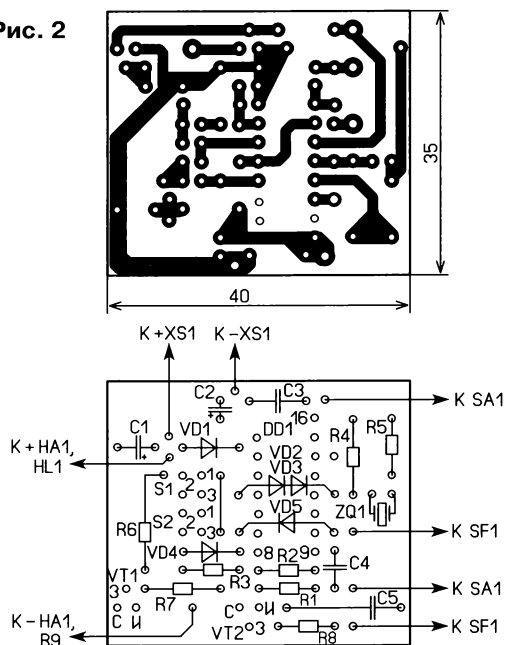 Рис. 2
35
40
К +XS1
К -XS1
C2
C3
К SA1
C1
VD1
DD1
16
R4
R5
К +HA1,
HL1
VD2
VD3
S1
2
1
3
VD5
ZQ1
R6
S2
2
1
3
К SF1
VD4
8
R2
9
C4
VT1
R3
З
R7
R1
К SA1
С И
С
И
C5
К -HA1,
R9
VT2
З
R8
К SF1